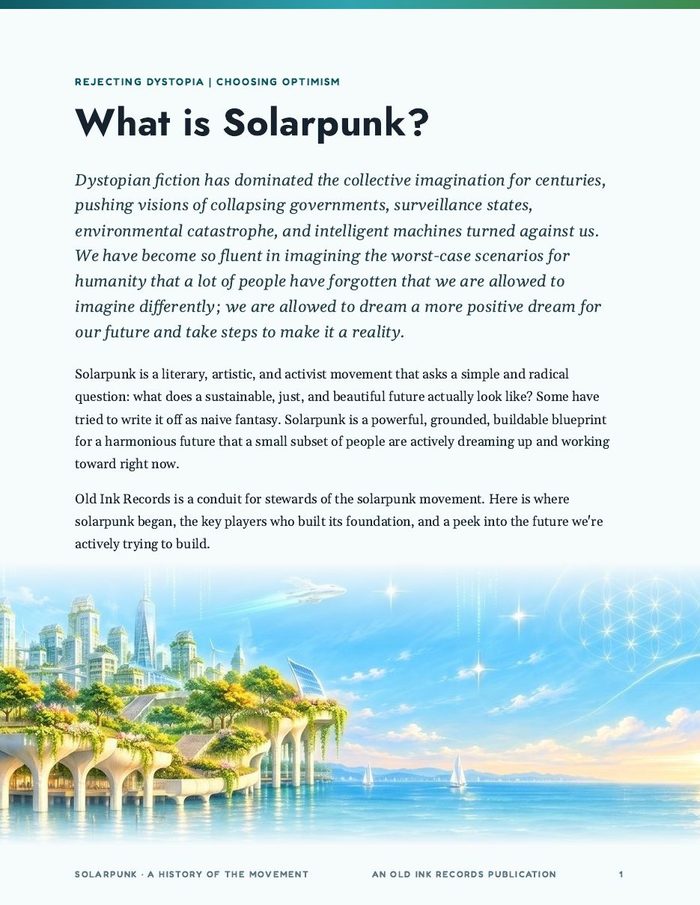 REJECTING DYSTOPIA | CHOOSING OPTIMISM
What is Solarpunk?
Dystopian fiction has dominated the collective imagination for centuries,
pushing visions of collapsing governments, surveillance states,
environmental catastrophe, and intelligent machines turned against us.
We have become so fluent in imagining the worst-case scenarios for
humanity that a lot of people have forgotten that we are allowed to
imagine differently; we are allowed to dream a more positive dream for
our future and take steps to make it a reality.
Solarpunk is a literary, artistic, and activist movement that asks a simple and radical
question: what does a sustainable, just, and beautiful future actually look like? Some have
tried to write it off as naive fantasy. Solarpunk is a powerful, grounded, buildable blueprint
for a harmonious future that a small subset of people are actively dreaming up and working
toward right now.
Old Ink Records is a conduit for stewards of the solarpunk movement. Here is where
solarpunk began, the key players who built its foundation, and a peek into the future we're
actively trying to build.
SOLARPUNK · A HISTORY OF THE MOVEMENT AN OLD INK RECORDS PUBLICATION 1